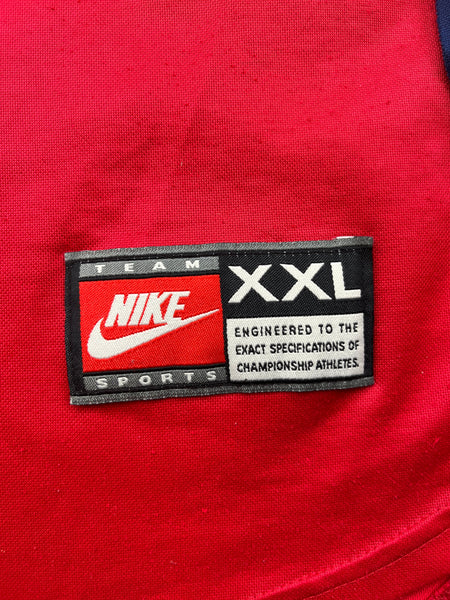 TEAM
NIKE
SPORTS
XXL
ENGINEERED TO THE
EXACT SPECIFICATIONS OF
CHAMPIONSHIP ATHLETES.